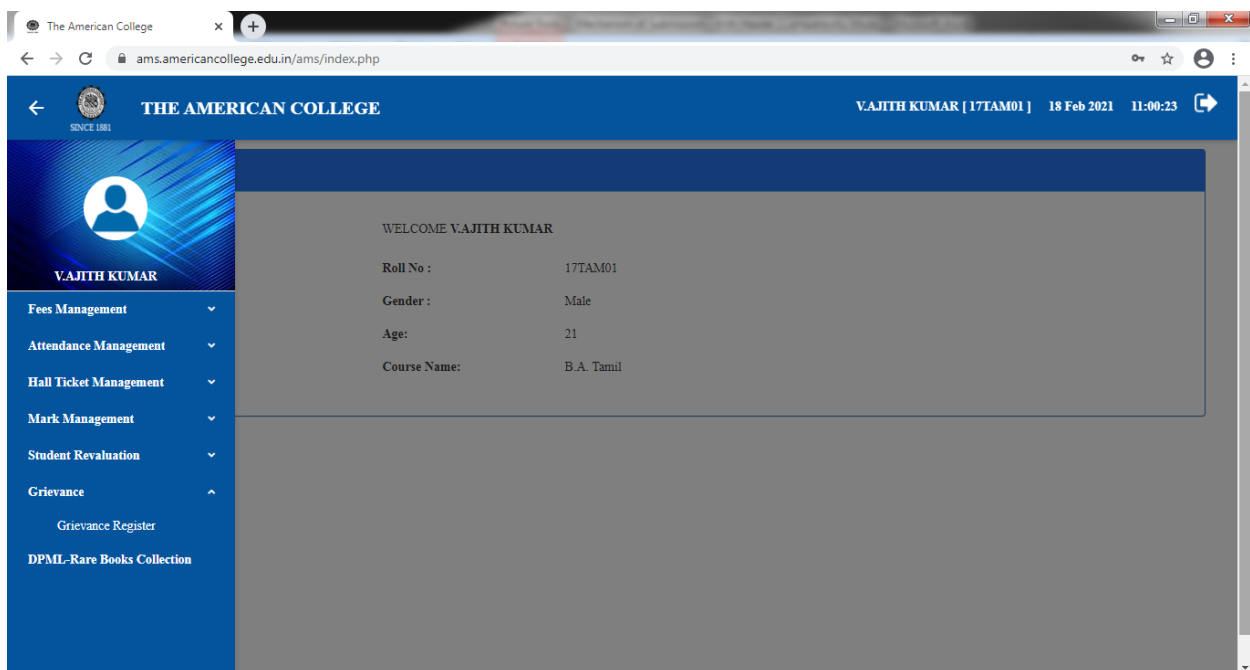 The American College
ams.americancollege.edu.in/ams/index.php
SINCE 1881
THE AMERICAN COLLEGE
V.AJITH KUMAR [ 17TAM01 ] 18 Feb 2021 11:00:23
V.AJITH KUMAR
Fees Management
Attendance Management
Hall Ticket Management
Mark Management
Student Revaluation
Grievance
Grievance Register
DPML-Rare Books Collection
WELCOME V.AJITH KUMAR
Roll No : 17TAM01
Gender : Male
Age: 21
Course Name: B.A. Tamil